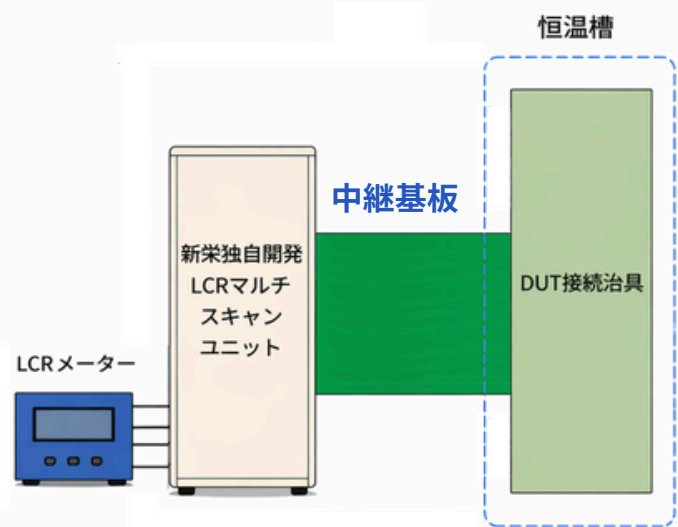 恒温槽
中継基板
新栄独自開発
LCRマルチ
スキャン
ユニット
DUT接続治具
LCRメーター